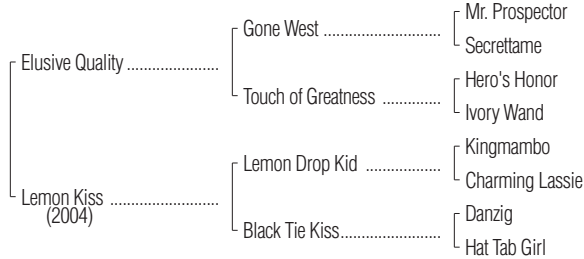 Mr. Prospector
Gone West ......................
Secrettame
Elusive Quality .....................
Hero's Honor
Touch of Greatness .............
Ivory Wand
Kingmambo
Lemon Drop Kid ................
Charming Lassie
Lemon Kiss .........................
(2004)
Danzig
Black Tie Kiss......................
Hat Tab Girl